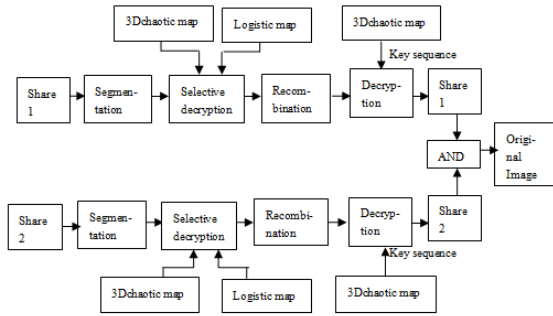 3Dchaotic map
Logistic map
3Dchaotic map
Key sequence
Share
1
Segmen-
tation
Selective
decryption
Recom-
bination
Decryp-
tion
Share
1
AND
Origi
nal
Image
Share
2
Segmen-
tation
Selective
decryption
Recombi-
nation
Decryp-
tion
Share
2
Key sequence
3Dchaotic map
Logistic map
3Dchaotic map